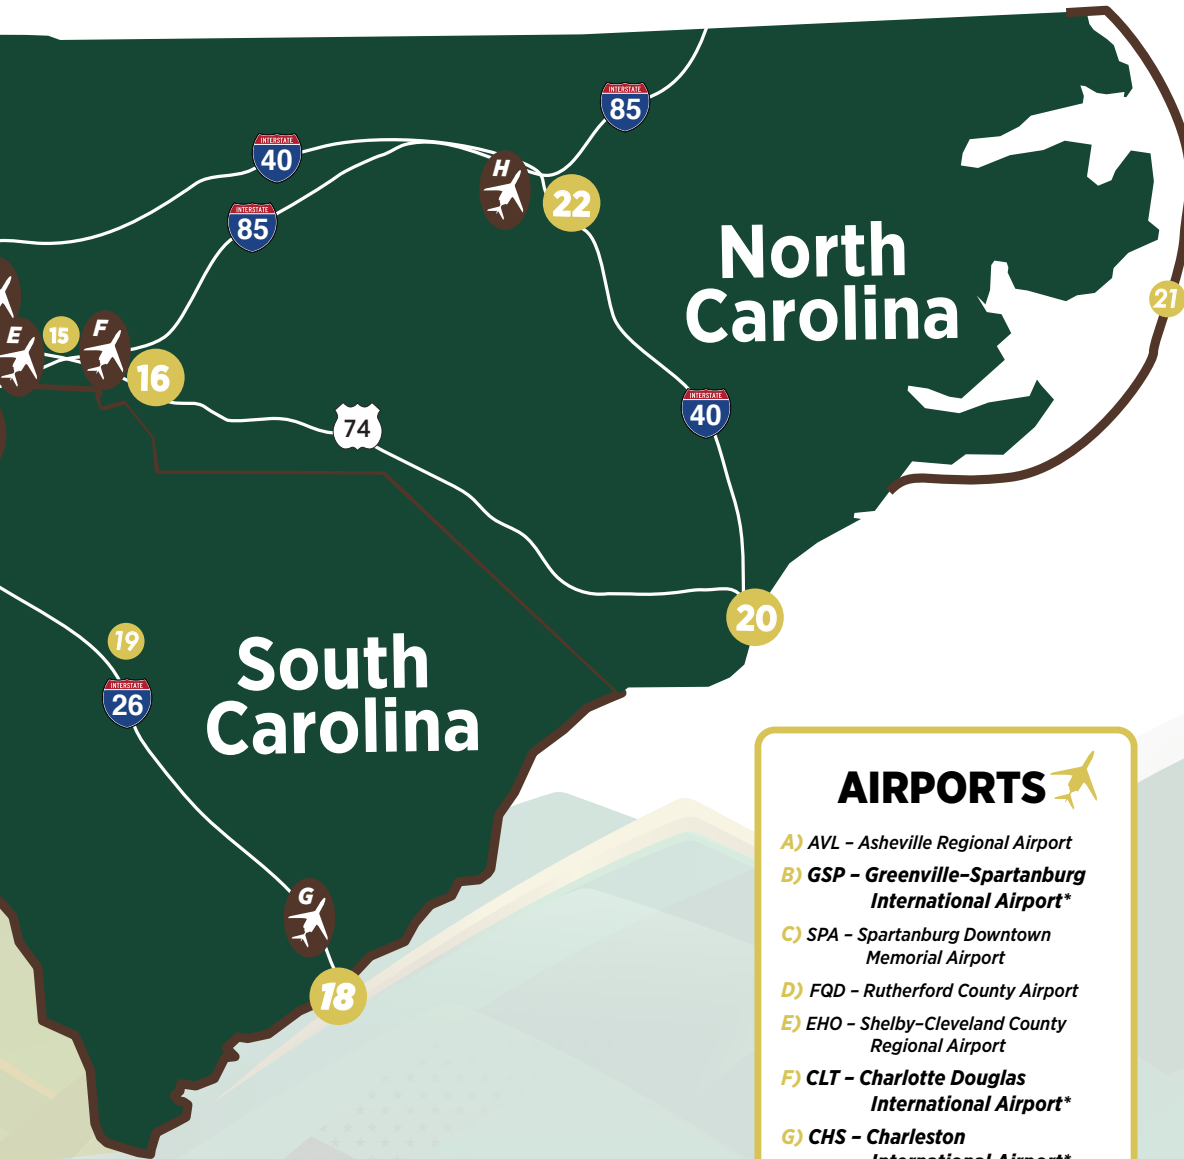 INTERSTATE
85
INTERSTATE
40
H
22
INTERSTATE
85
North
Carolina
21
E
15
F
16
74
INTERSTATE
40
20
19
INTERSTATE
26
South
Carolina
G
18
AIRPORTS
A) AVL – Asheville Regional Airport
B) GSP – Greenville–Spartanburg
International Airport*
C) SPA – Spartanburg Downtown
Memorial Airport
D) FQD – Rutherford County Airport
E) EHO – Shelby–Cleveland County
Regional Airport
F) CLT – Charlotte Douglas
International Airport*
G) CHS – Charleston
International Airport*